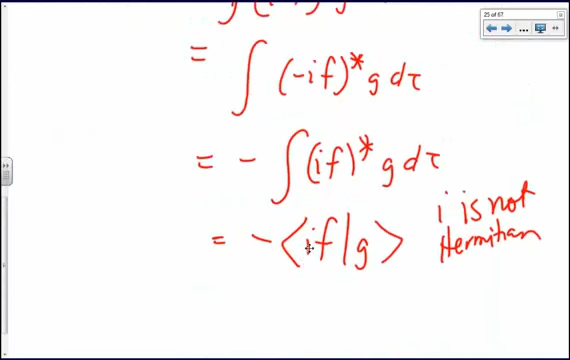 25 of 67
= ∫ (-if)* g dτ
= - ∫ (if)* g dτ
= - <if|g>
i is not
Hermitian